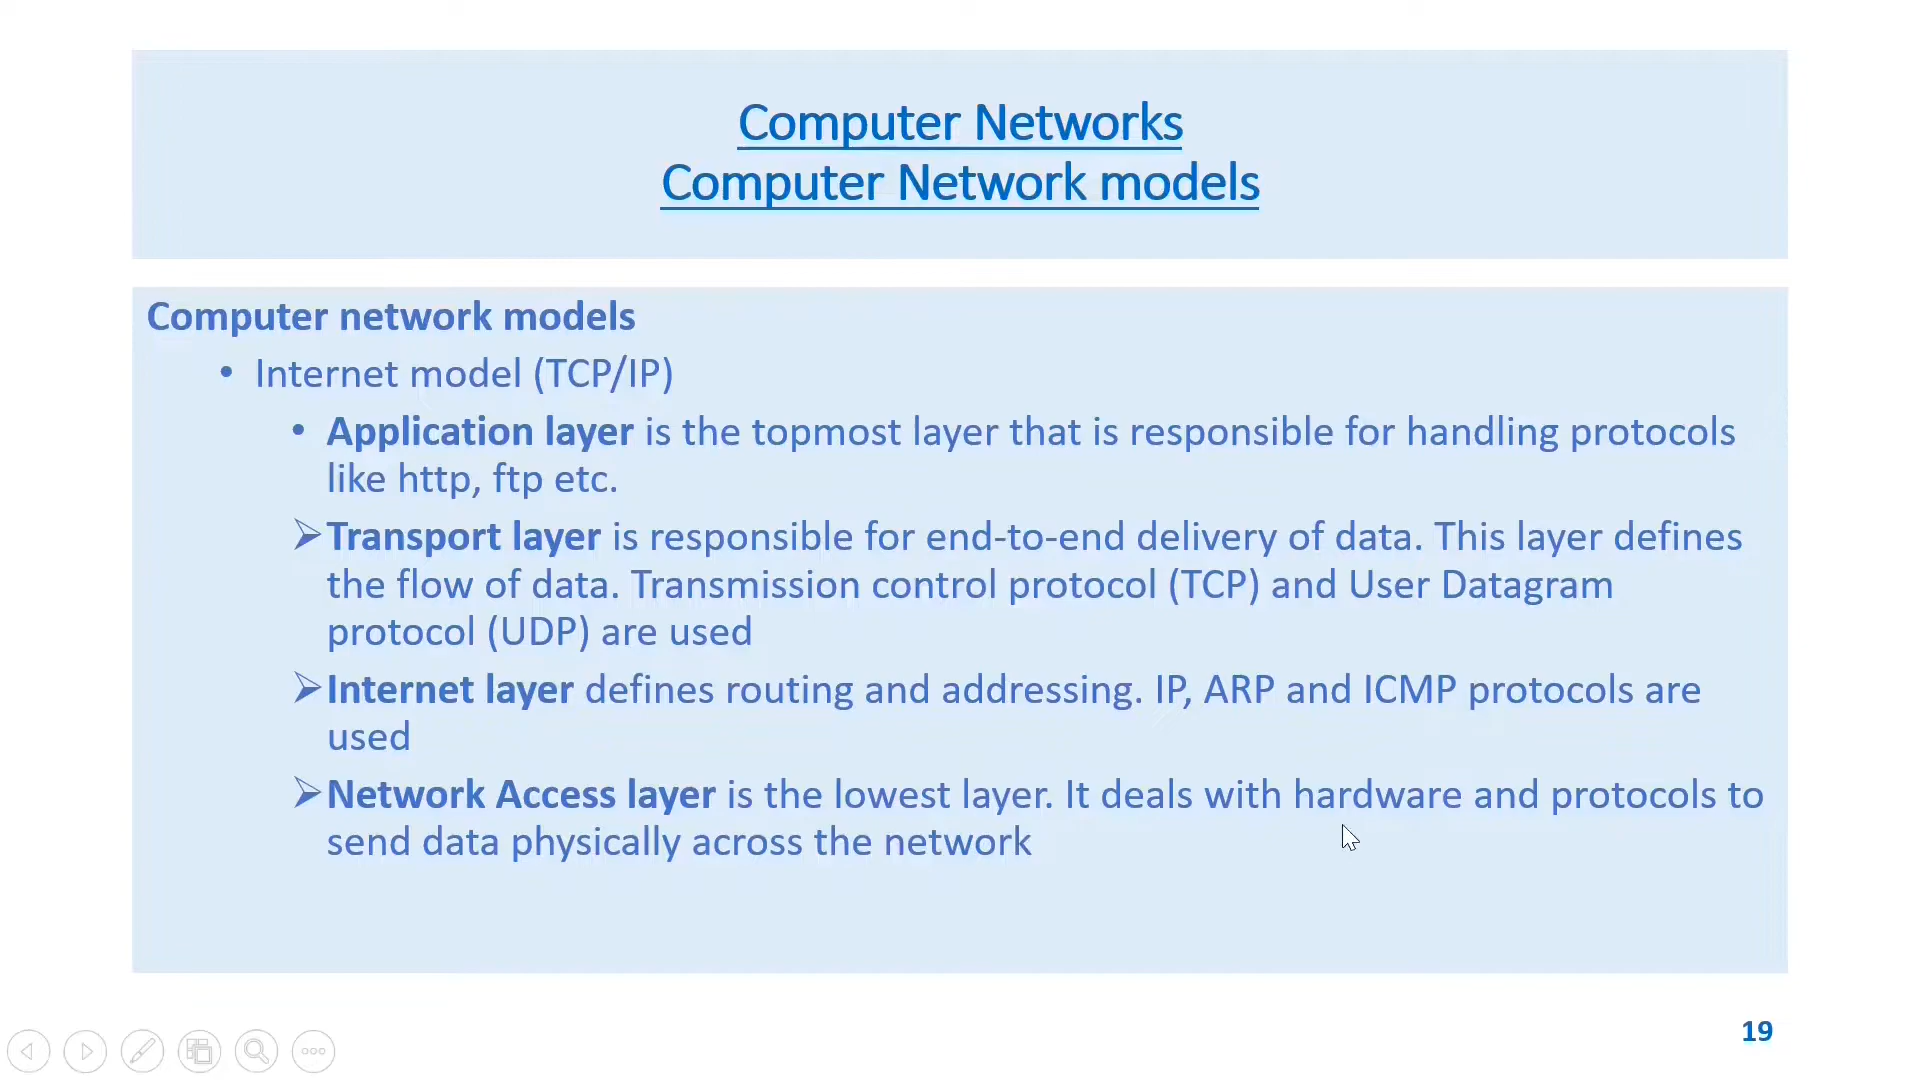 Computer Networks
Computer Network models
Computer network models
• Internet model (TCP/IP)
• Application layer is the topmost layer that is responsible for handling protocols
like http, ftp etc.
➢Transport layer is responsible for end-to-end delivery of data. This layer defines
the flow of data. Transmission control protocol (TCP) and User Datagram
protocol (UDP) are used
➢Internet layer defines routing and addressing. IP, ARP and ICMP protocols are
used
➢Network Access layer is the lowest layer. It deals with hardware and protocols to
send data physically across the network
19